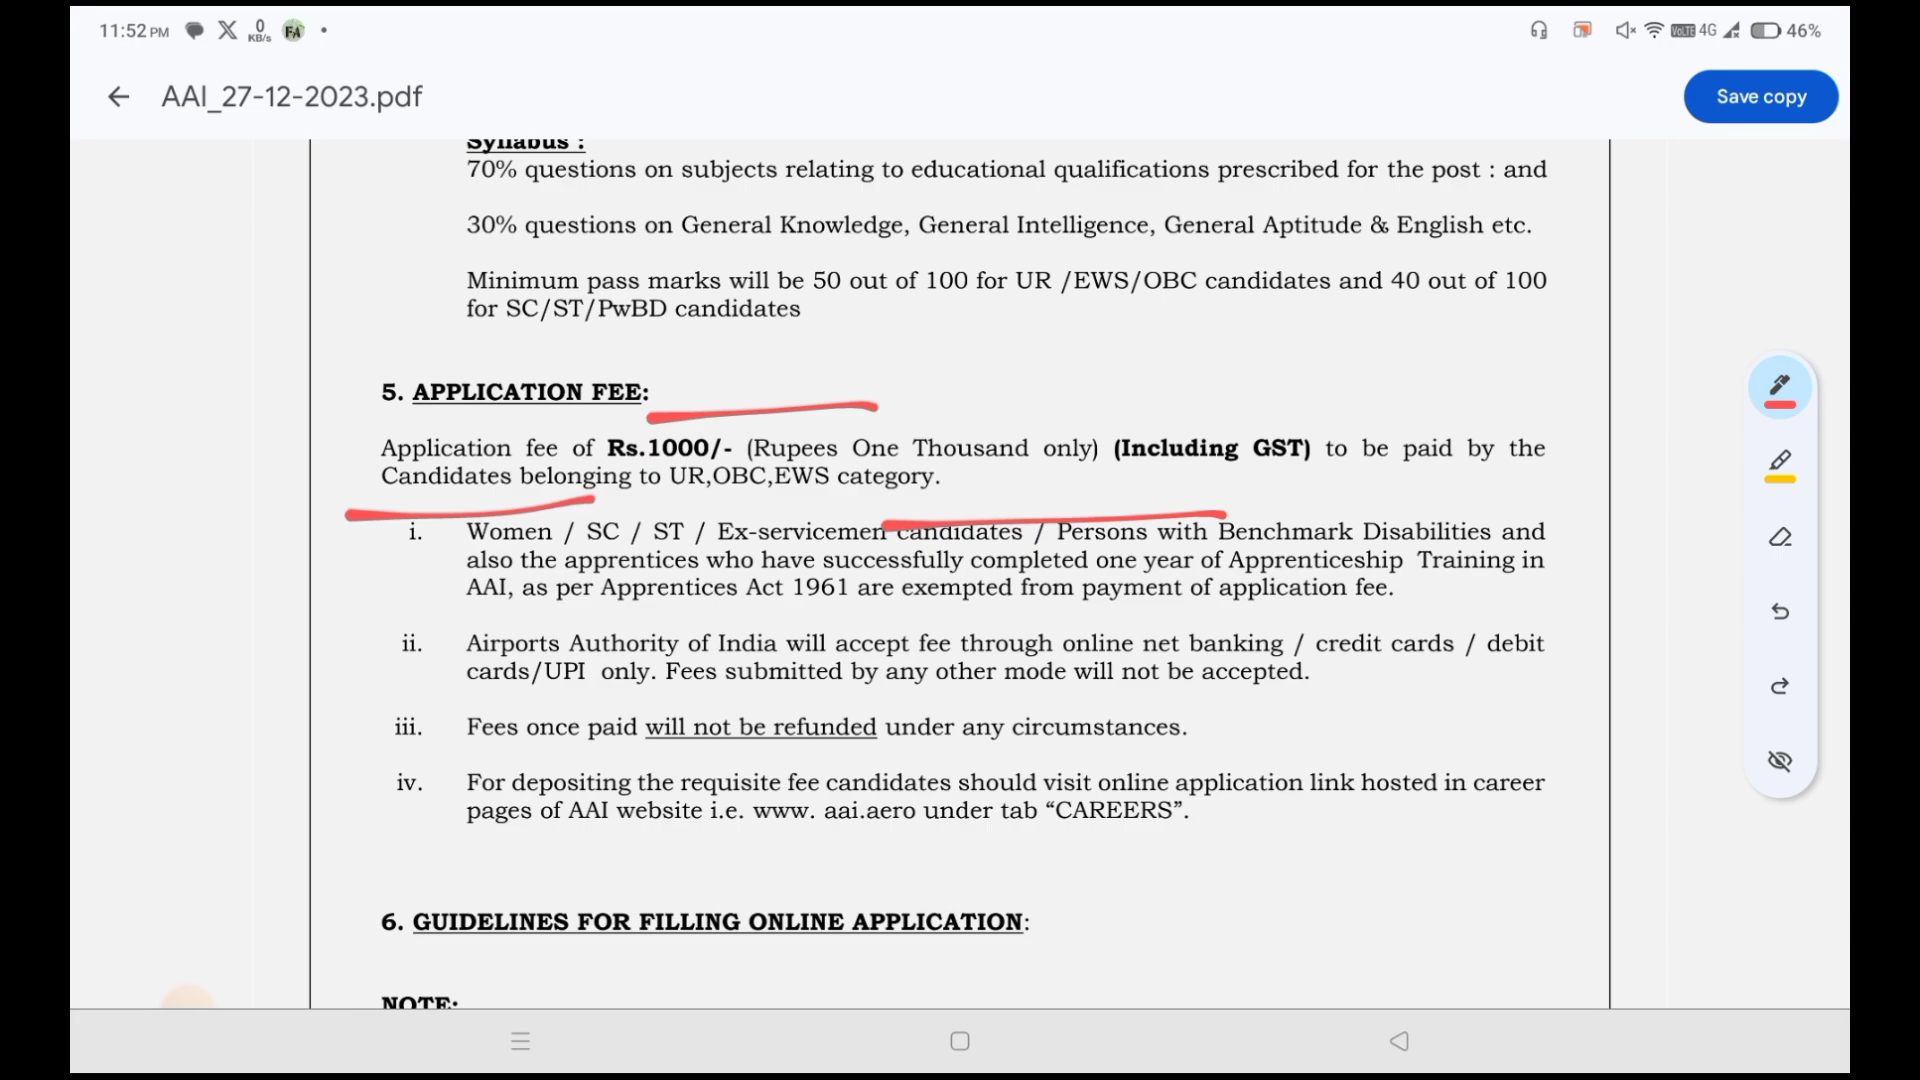 11:52 PM 0 KB/s FA VoLTE 4G 46%
AAI_27-12-2023.pdf
Save copy
Syllabus :
70% questions on subjects relating to educational qualifications prescribed for the post : and
30% questions on General Knowledge, General Intelligence, General Aptitude & English etc.
Minimum pass marks will be 50 out of 100 for UR /EWS/OBC candidates and 40 out of 100
for SC/ST/PwBD candidates
5. APPLICATION FEE:
Application fee of Rs.1000/- (Rupees One Thousand only) (Including GST) to be paid by the
Candidates belonging to UR,OBC,EWS category.
i. Women / SC / ST / Ex-servicemen candidates / Persons with Benchmark Disabilities and
also the apprentices who have successfully completed one year of Apprenticeship Training in
AAI, as per Apprentices Act 1961 are exempted from payment of application fee.
ii. Airports Authority of India will accept fee through online net banking / credit cards / debit
cards/UPI only. Fees submitted by any other mode will not be accepted.
iii. Fees once paid will not be refunded under any circumstances.
iv. For depositing the requisite fee candidates should visit online application link hosted in career
pages of AAI website i.e. www. aai.aero under tab “CAREERS”.
6. GUIDELINES FOR FILLING ONLINE APPLICATION:
NOTE: